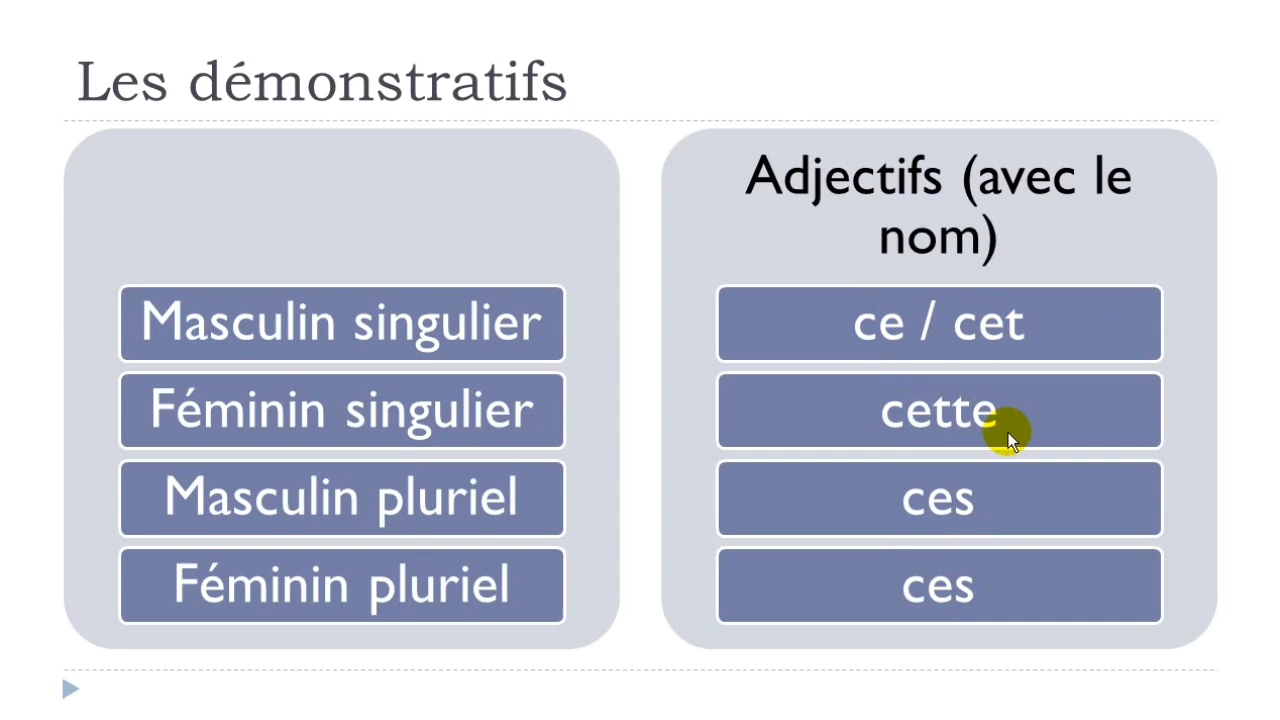 Les démonstratifs
Masculin singulier
Féminin singulier
Masculin pluriel
Féminin pluriel
Adjectifs (avec le
nom)
ce / cet
cette
ces
ces